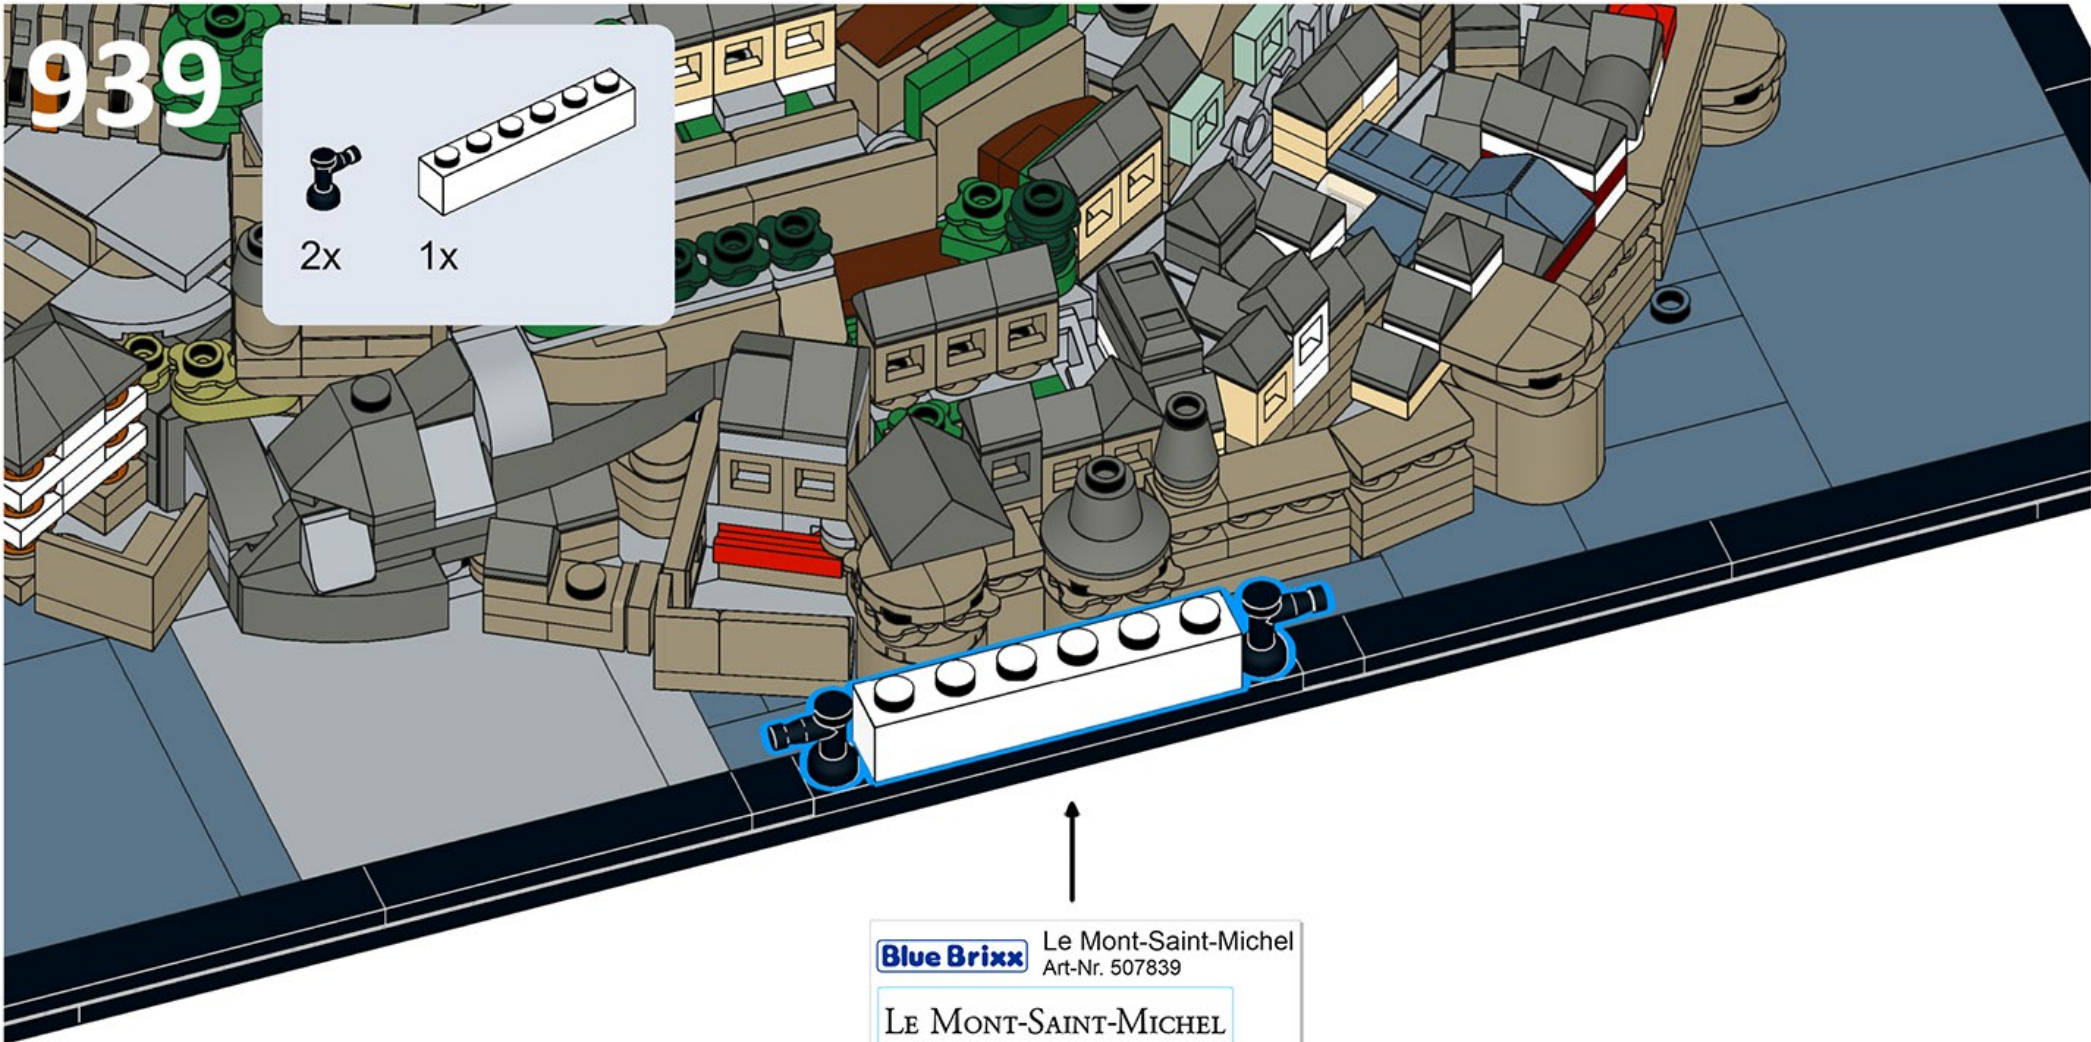 939
2x 1x
Blue Brixx Le Mont-Saint-Michel
Art-Nr. 507839
LE MONT-SAINT-MICHEL